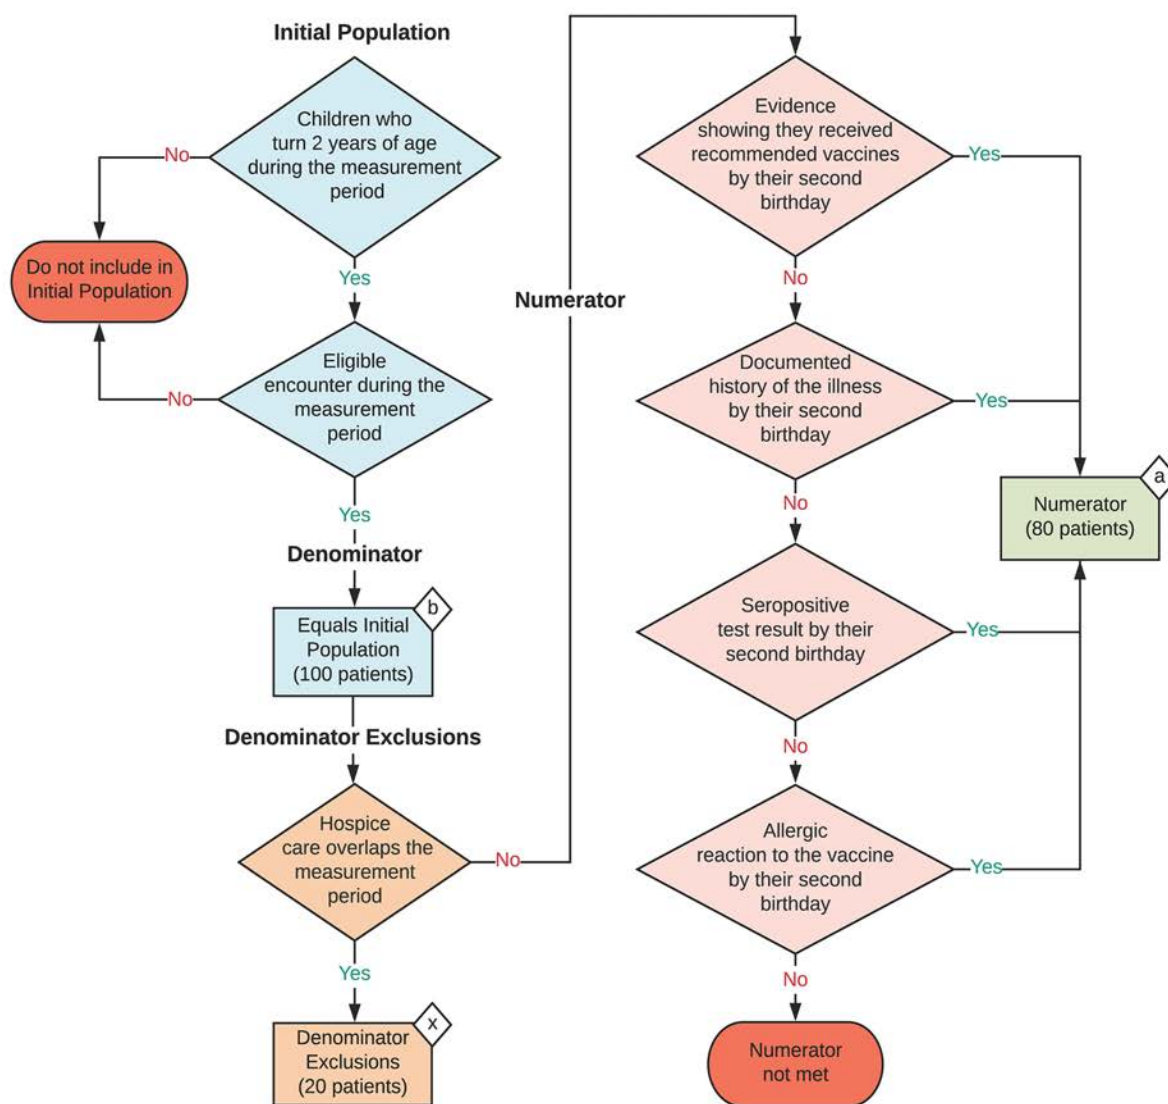 Initial Population
Children who
turn 2 years of age
during the measurement
period
No
Do not include in
Initial Population
Yes
Eligible
encounter during the
measurement
period
No
Yes
Denominator
b
Equals Initial
Population
(100 patients)
Denominator Exclusions
Hospice
care overlaps the
measurement
period
No
Yes
x
Denominator
Exclusions
(20 patients)
Numerator
Evidence
showing they received
recommended vaccines
by their second
birthday
Yes
No
Documented
history of the illness
by their second
birthday
Yes
No
a
Numerator
(80 patients)
Seropositive
test result by their
second birthday
Yes
No
Allergic
reaction to the vaccine
by their second
birthday
Yes
No
Numerator
not met